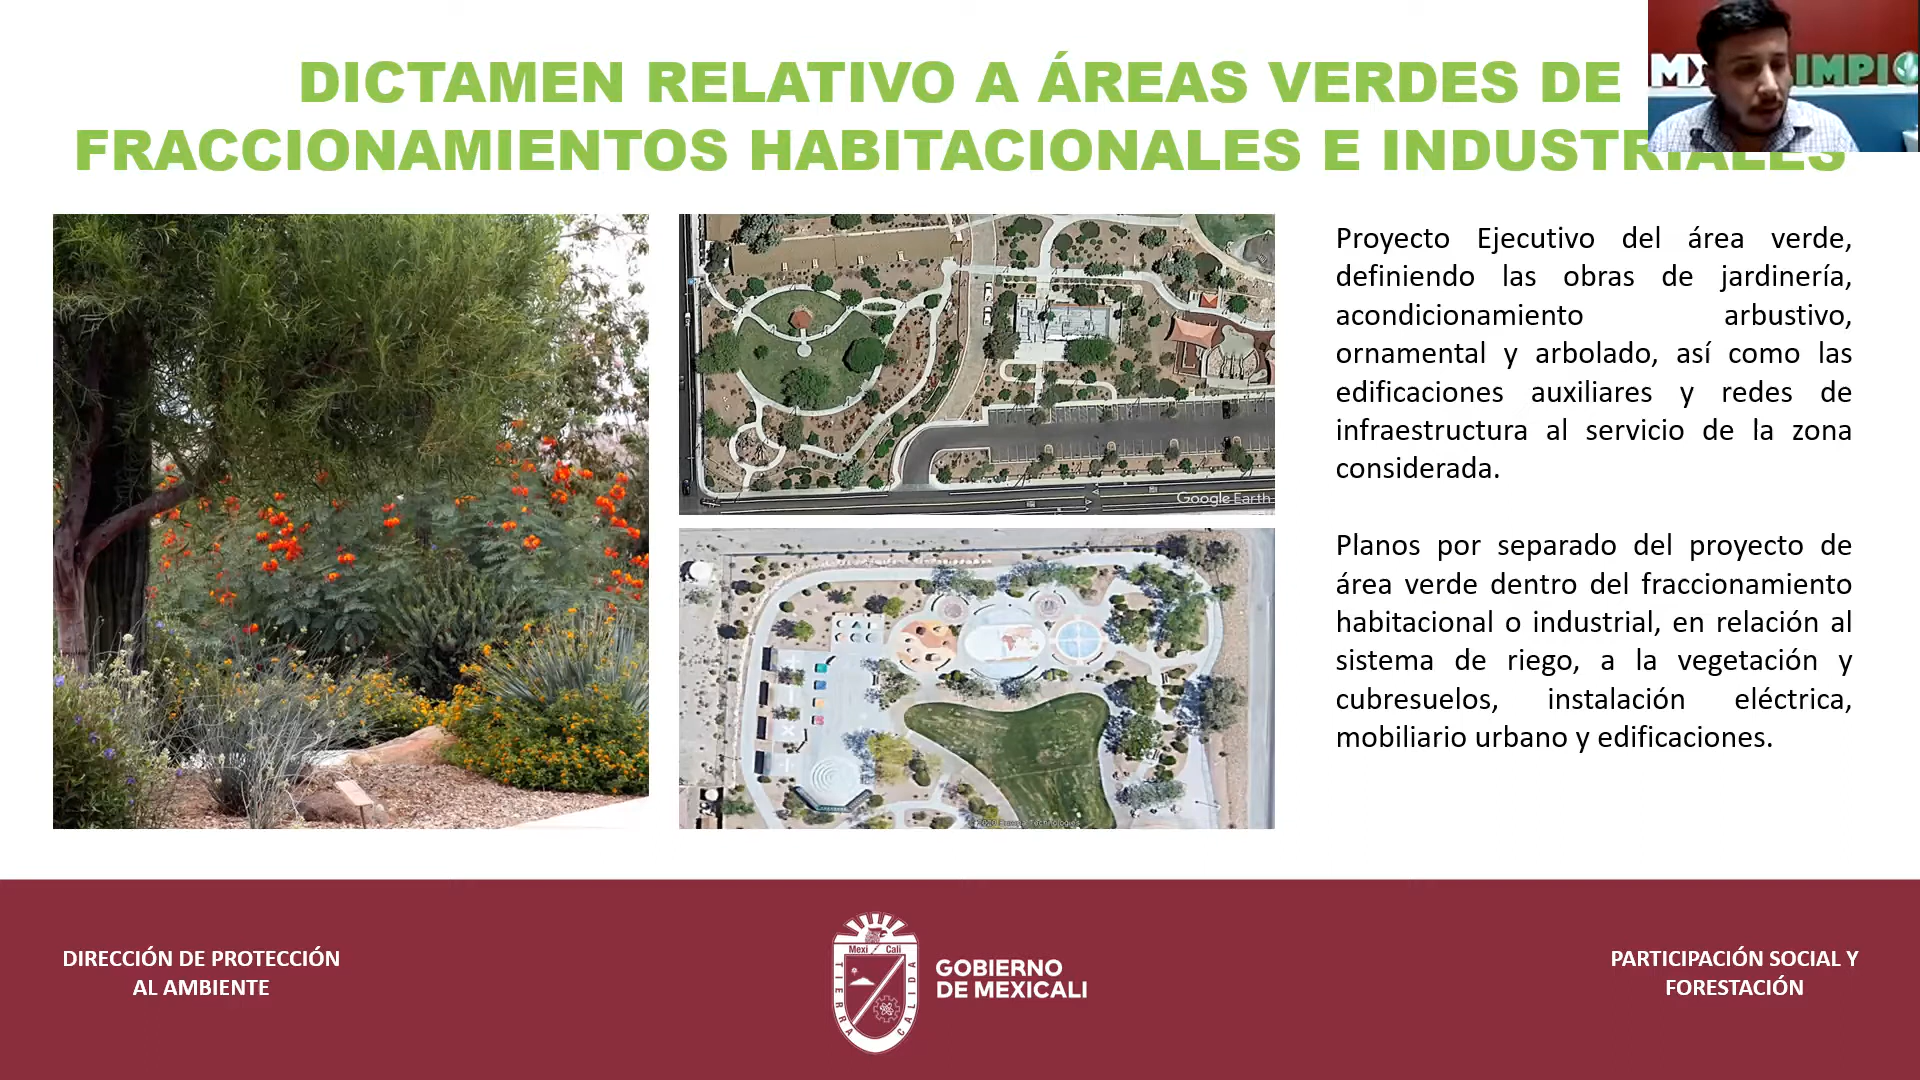 DICTAMEN RELATIVO A ÁREAS VERDES DE
FRACCIONAMIENTOS HABITACIONALES E INDUSTRIALES
Proyecto Ejecutivo del área verde,
definiendo las obras de jardinería,
acondicionamiento arbustivo,
ornamental y arbolado, así como las
edificaciones auxiliares y redes de
infraestructura al servicio de la zona
considerada.
Planos por separado del proyecto de
área verde dentro del fraccionamiento
habitacional o industrial, en relación al
sistema de riego, a la vegetación y
cubresuelos, instalación eléctrica,
mobiliario urbano y edificaciones.
Google Earth
DIRECCIÓN DE PROTECCIÓN
AL AMBIENTE
Mexi Cali
TIERRA
CALIDA
GOBIERNO
DE MEXICALI
PARTICIPACIÓN SOCIAL Y
FORESTACIÓN